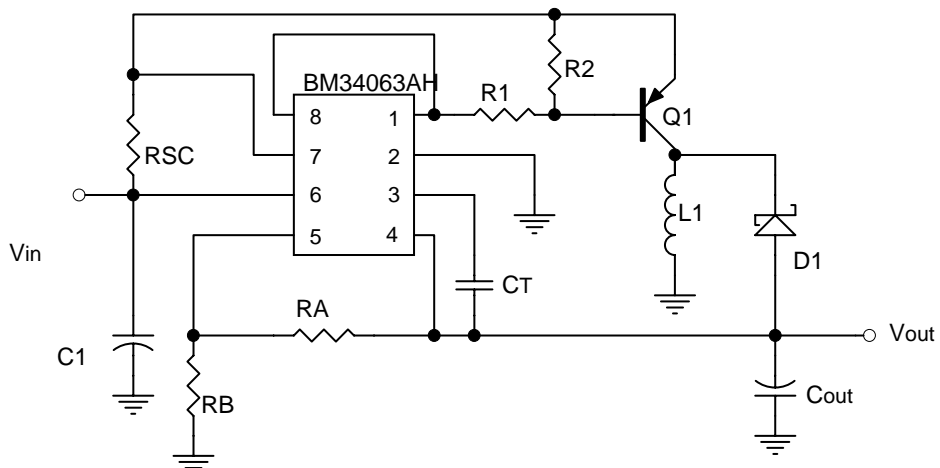 BM34063AH
R2
R1
Q1
8
1
7
2
6
3
5
4
RSC
Vin
L1
D1
CT
RA
C1
RB
Vout
Cout